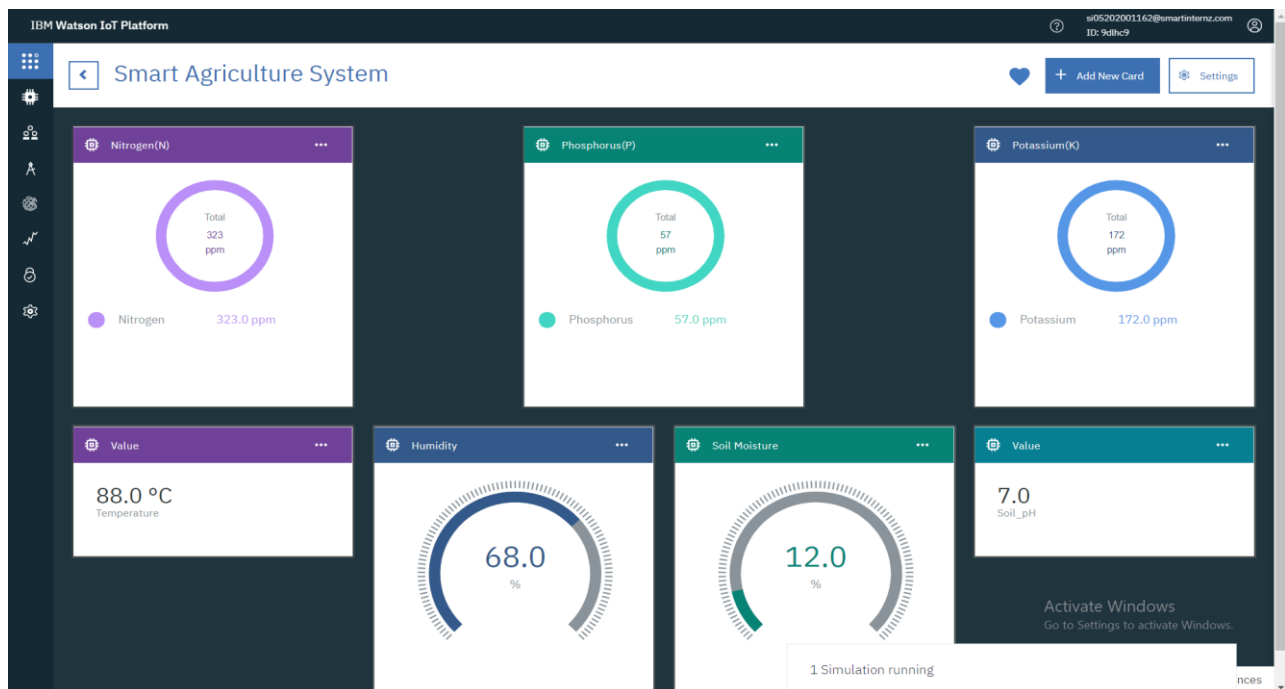 IBM Watson IoT Platform
si05202001162@smartinternz.com
ID: 9dlhc9
Smart Agriculture System
+ Add New Card
Settings
Nitrogen(N)
Total
323
ppm
Nitrogen 323.0 ppm
Phosphorus(P)
Total
57
ppm
Phosphorus 57.0 ppm
Potassium(K)
Total
172
ppm
Potassium 172.0 ppm
Value
88.0 °C
Temperature
Humidity
68.0
%
Soil Moisture
12.0
%
Value
7.0
Soil_pH
Activate Windows
Go to Settings to activate Windows.
1 Simulation running
nces